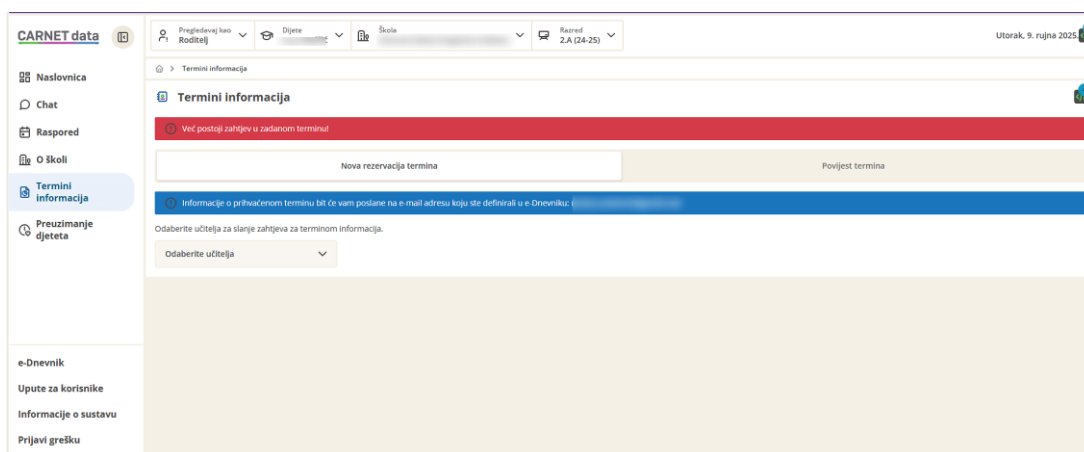 CARNET data
Pregledavaj kao
Roditelj
Dijete
Škola
Razred
2.A (24-25)
Utorak, 9. rujna 2025.
Naslovnica
Chat
Raspored
O školi
Termini
informacija
Preuzimanje
djeteta
e-Dnevnik
Upute za korisnike
Informacije o sustavu
Prijavi grešku
> Termini informacija
Termini informacija
Već postoji zahtjev u zadanom terminu!
Nova rezervacija termina
Povijest termina
Informacije o prihvaćenom terminu bit će vam poslane na e-mail adresu koju ste definirali u e-Dnevniku:
Odaberite učitelja za slanje zahtjeva za terminom informacija.
Odaberite učitelja